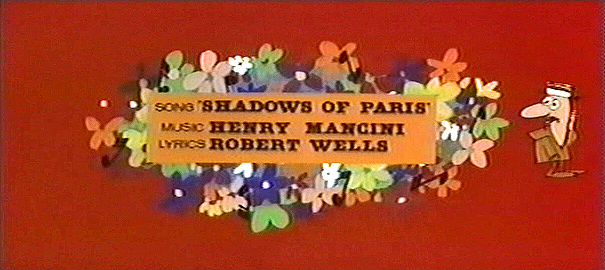 SONG 'SHADOWS OF PARIS'
MUSIC HENRY MANCINI
LYRICS ROBERT WELLS